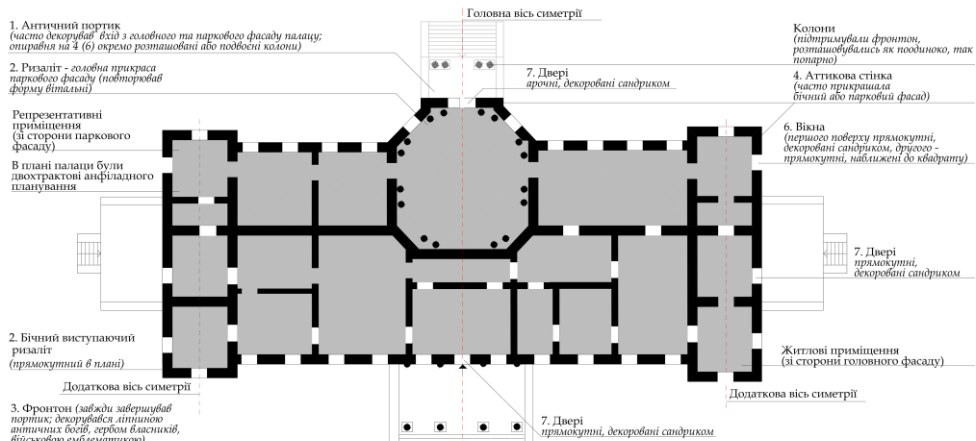 1. Античний портик
(часто декорував вхід з головного та паркового фасаду палацу;
опиравня на 4 (6) окремо розташовані або подвоєні колони)
2. Ризаліт - головна прикраса
паркового фасаду (повторював
форму вітальні)
Репрезентативні
приміщення
(зі сторони паркового
фасаду)
В плані палаци були
двохтрактові анфіладного
планування
2. Бічний виступаючий
ризаліт
(прямокутний в плані)
Додаткова вісь симетрії
3. Фронтон (завжди завершував
портик; декорувався ліпниною
античних богів, гербом власників,
військовою емблематикою)
Головна вісь симетрії
7. Двері
арочні, декоровані сандриком
Колони
(підтримували фронтон,
розташовувались як поодиноко, так
попарно)
4. Аттикова стінка
(часто прикрашала
бічний або парковий фасад)
6. Вікна
(першого поверху прямокутні,
декоровані сандриком, другого -
прямокутні, наближені до квадрату)
7. Двері
прямокутні,
декоровані сандриком
Житлові приміщення
(зі сторони головного фасаду)
Додаткова вісь симетрії
7. Двері
прямокутні, декоровані сандриком